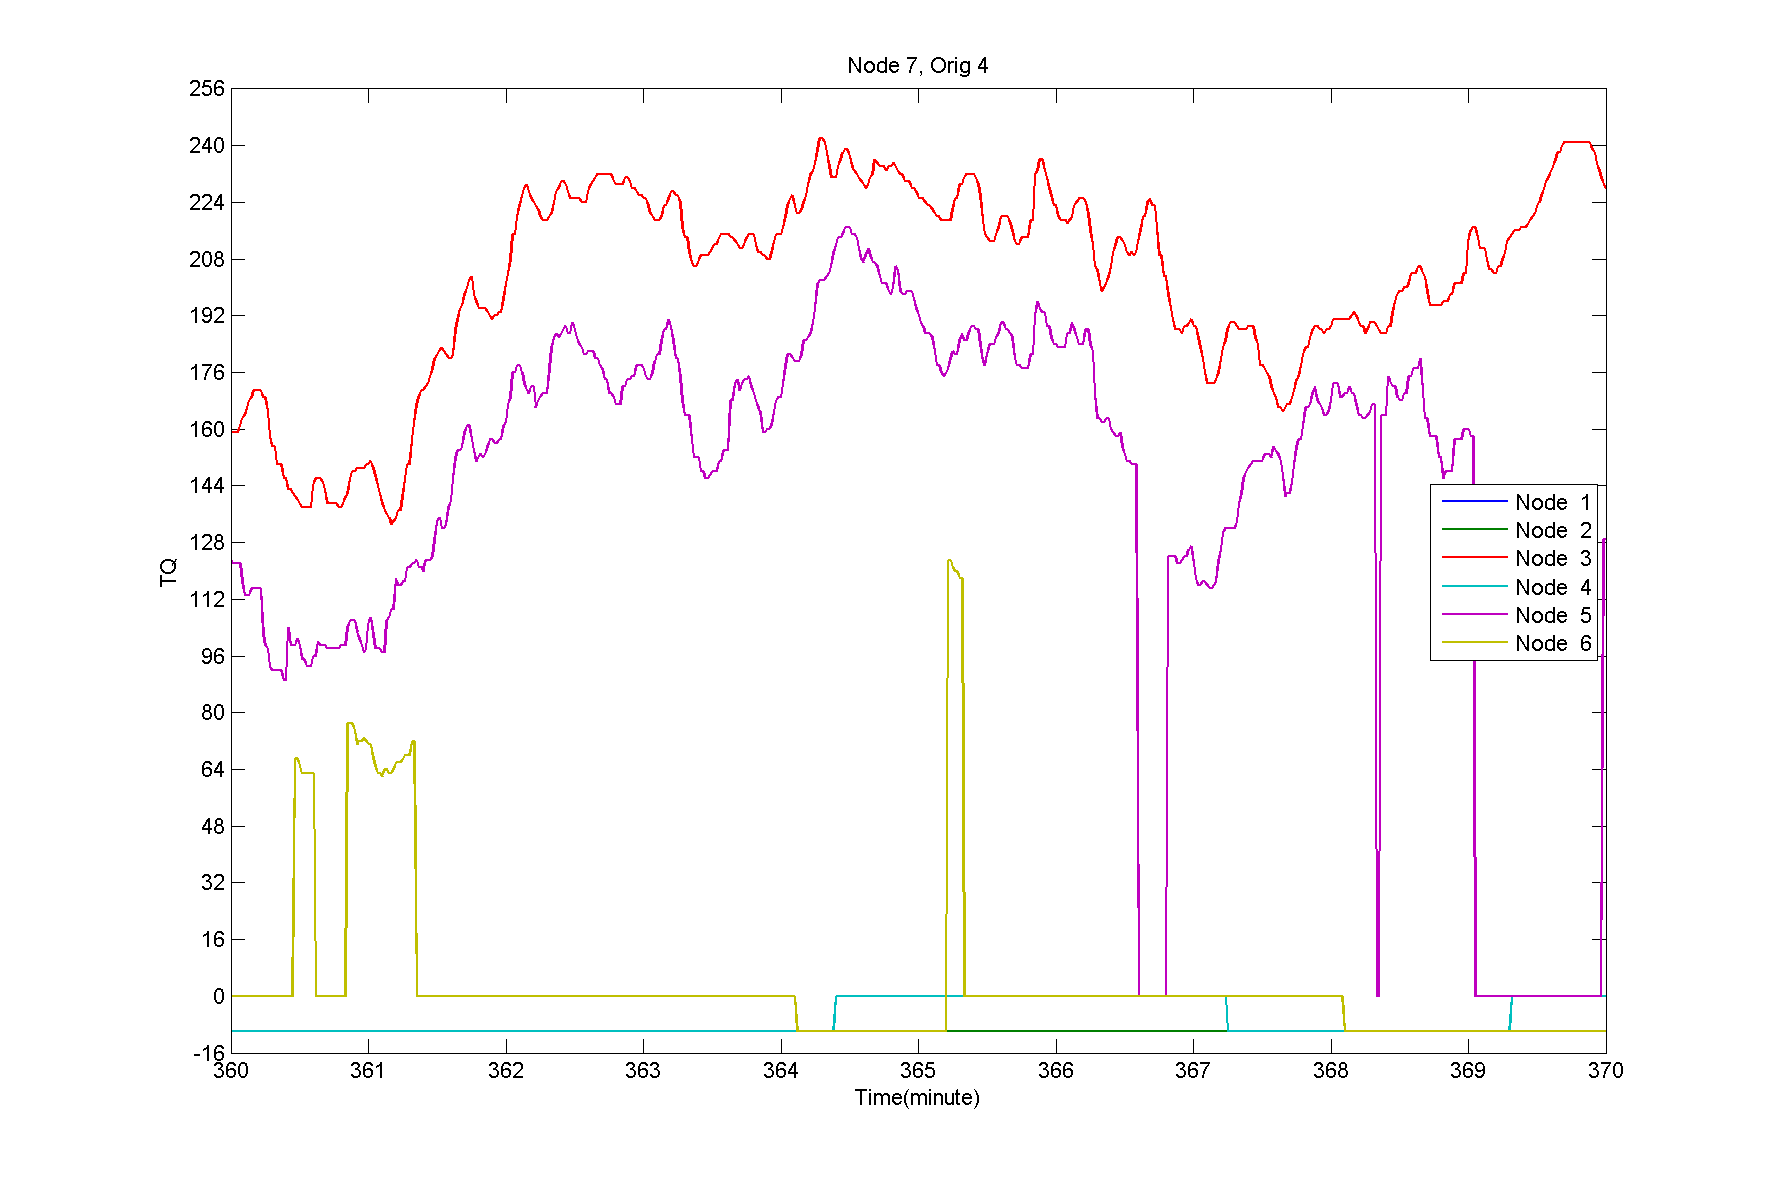 Node 7, Orig 4
256
240
224
208
192
176
160
144
128
112
96
80
64
48
32
16
0
-16
TQ
360 361 362 363 364 365 366 367 368 369 370
Time(minute)
Node 1
Node 2
Node 3
Node 4
Node 5
Node 6